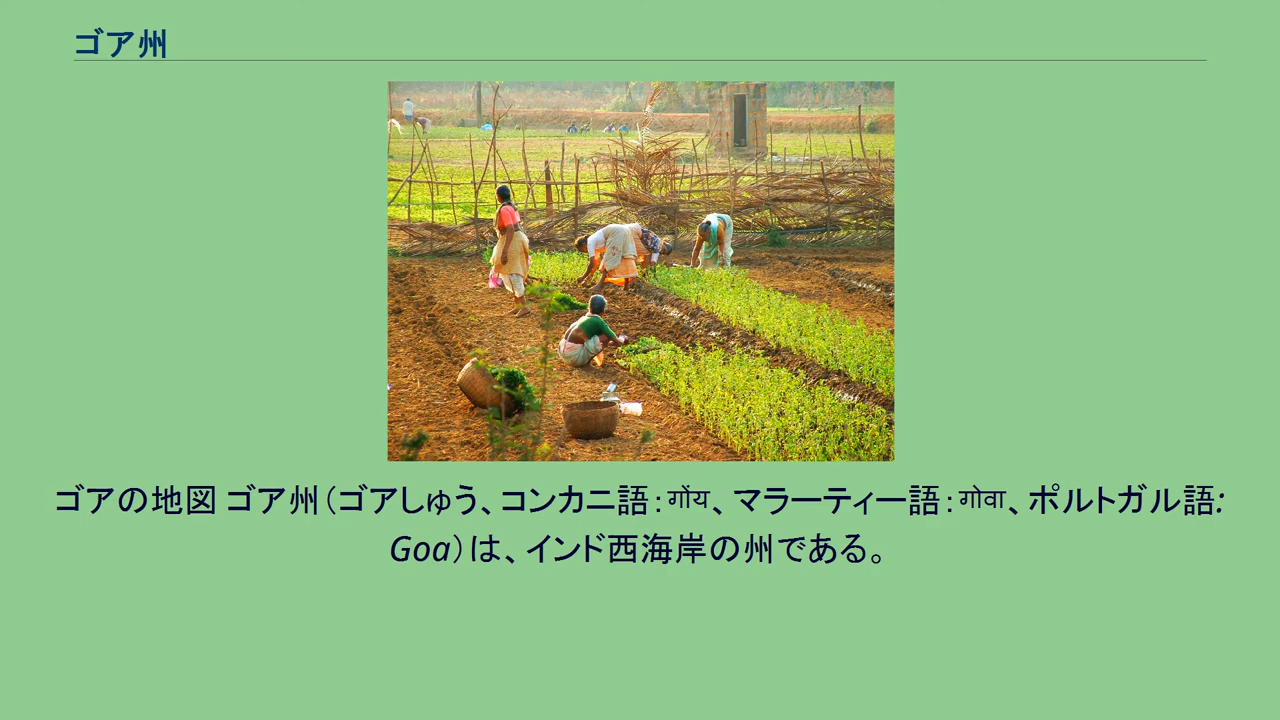 ゴア州
ゴアの地図 ゴア州（ゴアしゅう、コンカニ語：गोंय、マラーティー語：गोवा、ポルトガル語:
Goa）は、インド西海岸の州である。